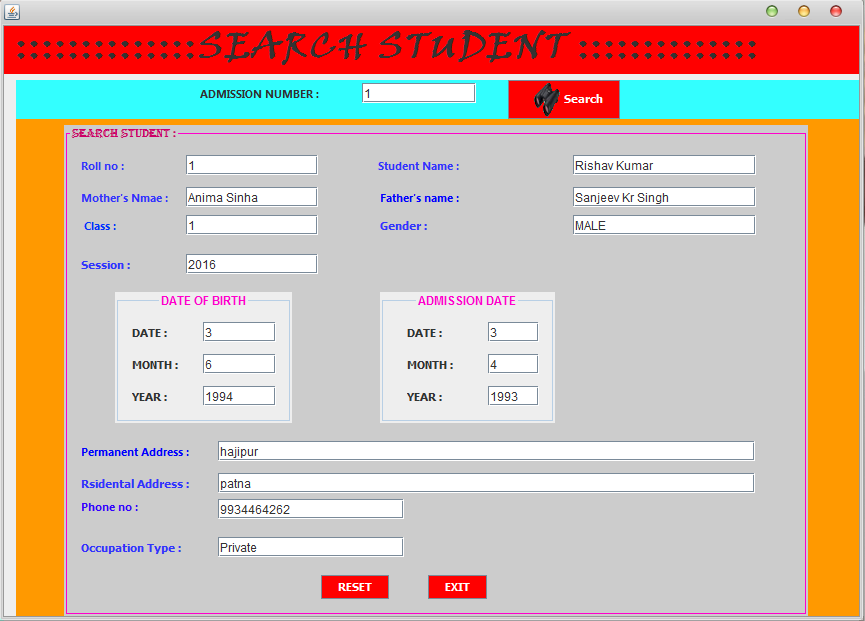 :::::::::::::SEARCH STUDENT :::::::::::::
ADMISSION NUMBER : 1 Search
SEARCH STUDENT :
Roll no : 1 Student Name : Rishav Kumar
Mother's Nmae : Anima Sinha Father's name : Sanjeev Kr Singh
Class : 1 Gender : MALE
Session : 2016
DATE OF BIRTH ADMISSION DATE
DATE : 3 DATE : 3
MONTH : 6 MONTH : 4
YEAR : 1994 YEAR : 1993
Permanent Address : hajipur
Rsidental Address : patna
Phone no : 9934464262
Occupation Type : Private
RESET EXIT